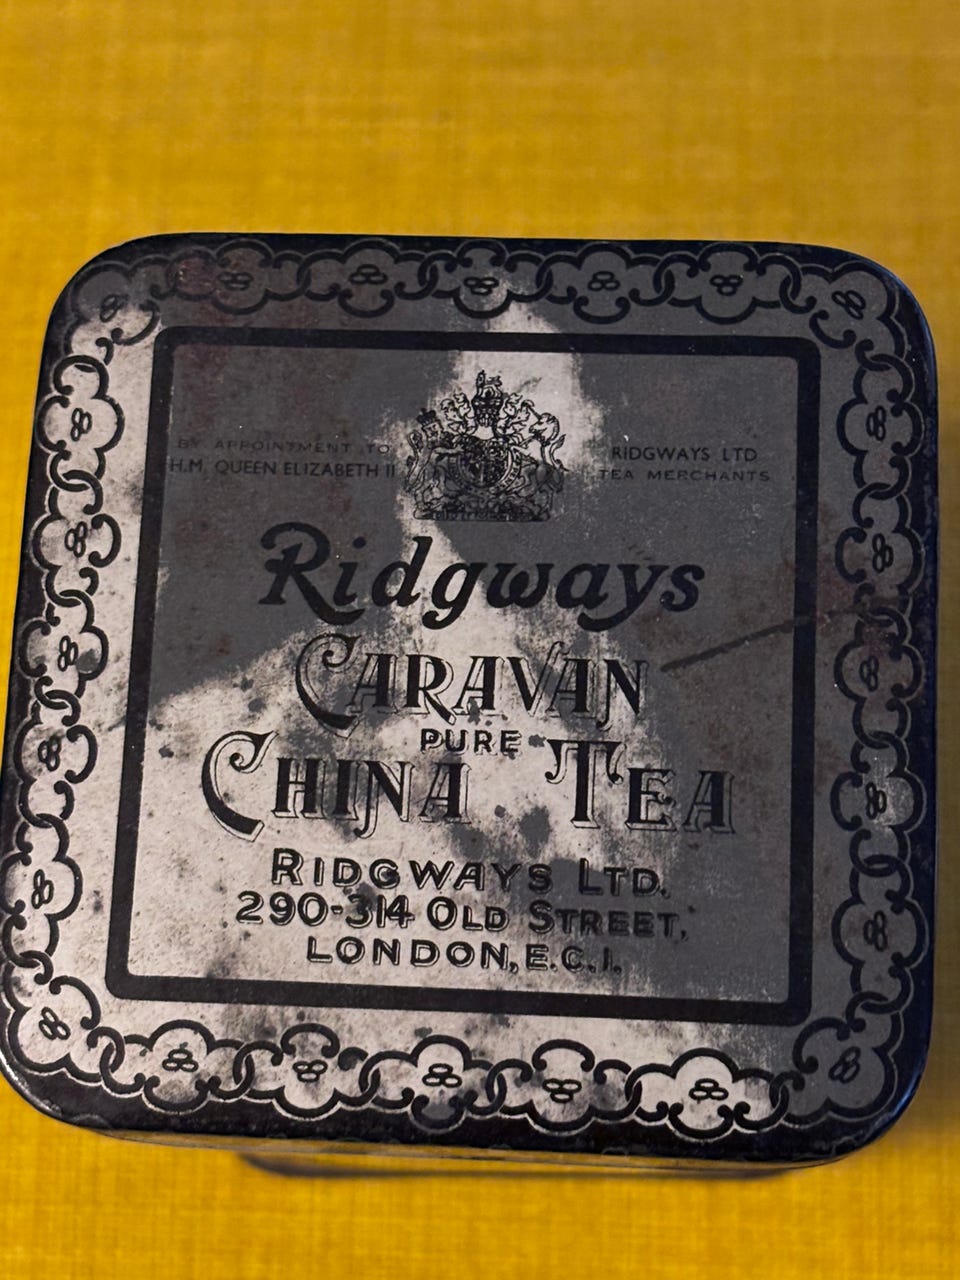 BY APPOINTMENT TO
H.M. QUEEN ELIZABETH II
RIDGWAYS LTD
TEA MERCHANTS
Ridgways
CARAVAN
PURE
CHINA TEA
RIDGWAYS LTD.
290-314 OLD STREET,
LONDON, E.C.1.